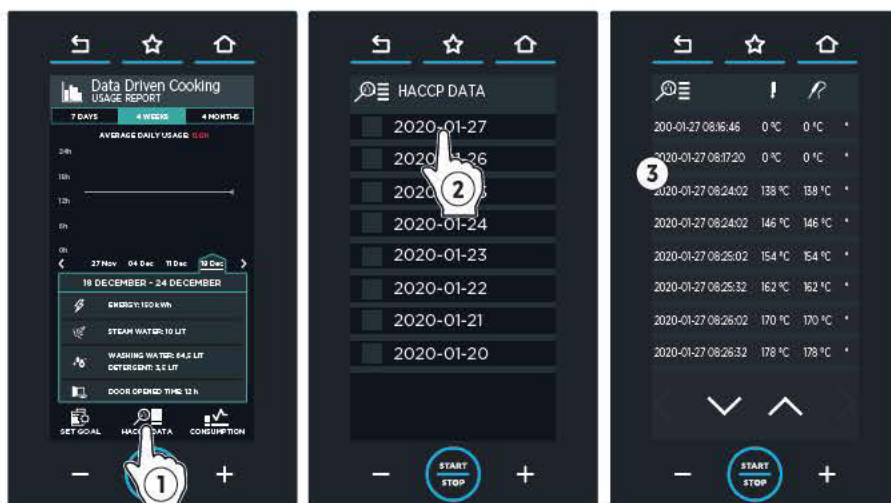 Data Driven Cooking
USAGE REPORT
7 DAYS 4 WEEKS 4 MONTHS
AVERAGE DAILY USAGE:
24h
18h
12h
6h
0h
27 Nov 04 Dec 11 Dec 18 Dec
18 DECEMBER - 24 DECEMBER
ENERGY: 150 kWh
STEAM WATER: 10 LIT
WASHING WATER: 64,5 LIT
DETERGENT: 3,5 LIT
DOOR OPENED TIME: 12 h
SET GOAL HACCP DATA CONSUMPTION
− +
1
HACCP DATA
2020-01-27
2020-01-26
2
2020-01-24
2020-01-23
2020-01-22
2020-01-21
2020-01-20
− START STOP +
200-01-27 08:16:46 0 °C 0 °C *
2020-01-27 08:17:20 0 °C 0 °C *
3
2020-01-27 08:24:02 138 °C 138 °C *
2020-01-27 08:24:02 146 °C 146 °C *
2020-01-27 08:25:02 154 °C 154 °C *
2020-01-27 08:25:32 162 °C 162 °C *
2020-01-27 08:26:02 170 °C 170 °C *
2020-01-27 08:26:32 178 °C 178 °C *
− START STOP +